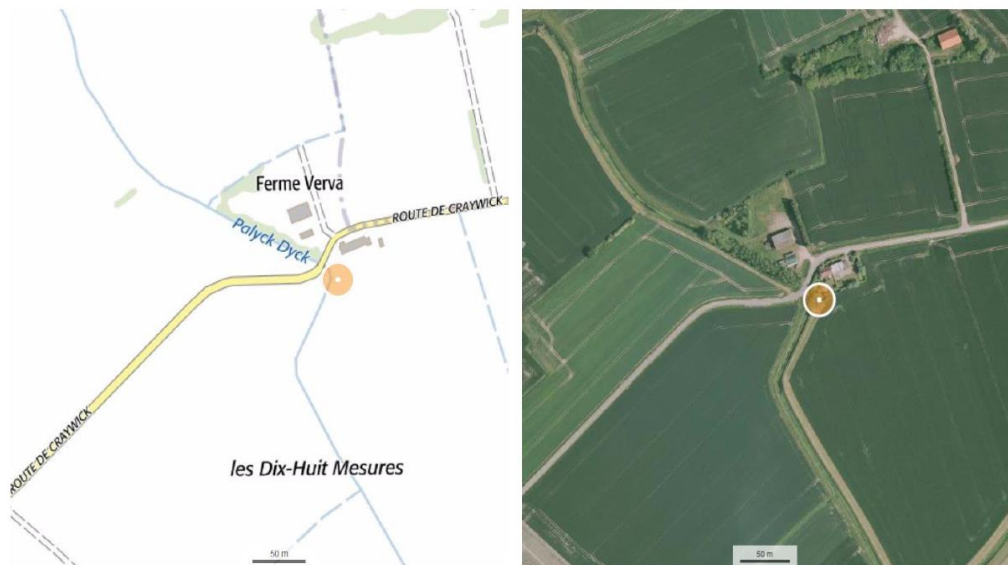 Ferme Verva
ROUTE DE CRAYWICK
Palyck-Dyck
ROUTE DE CRAYWICK
les Dix-Huit Mesures
50 m
50 m